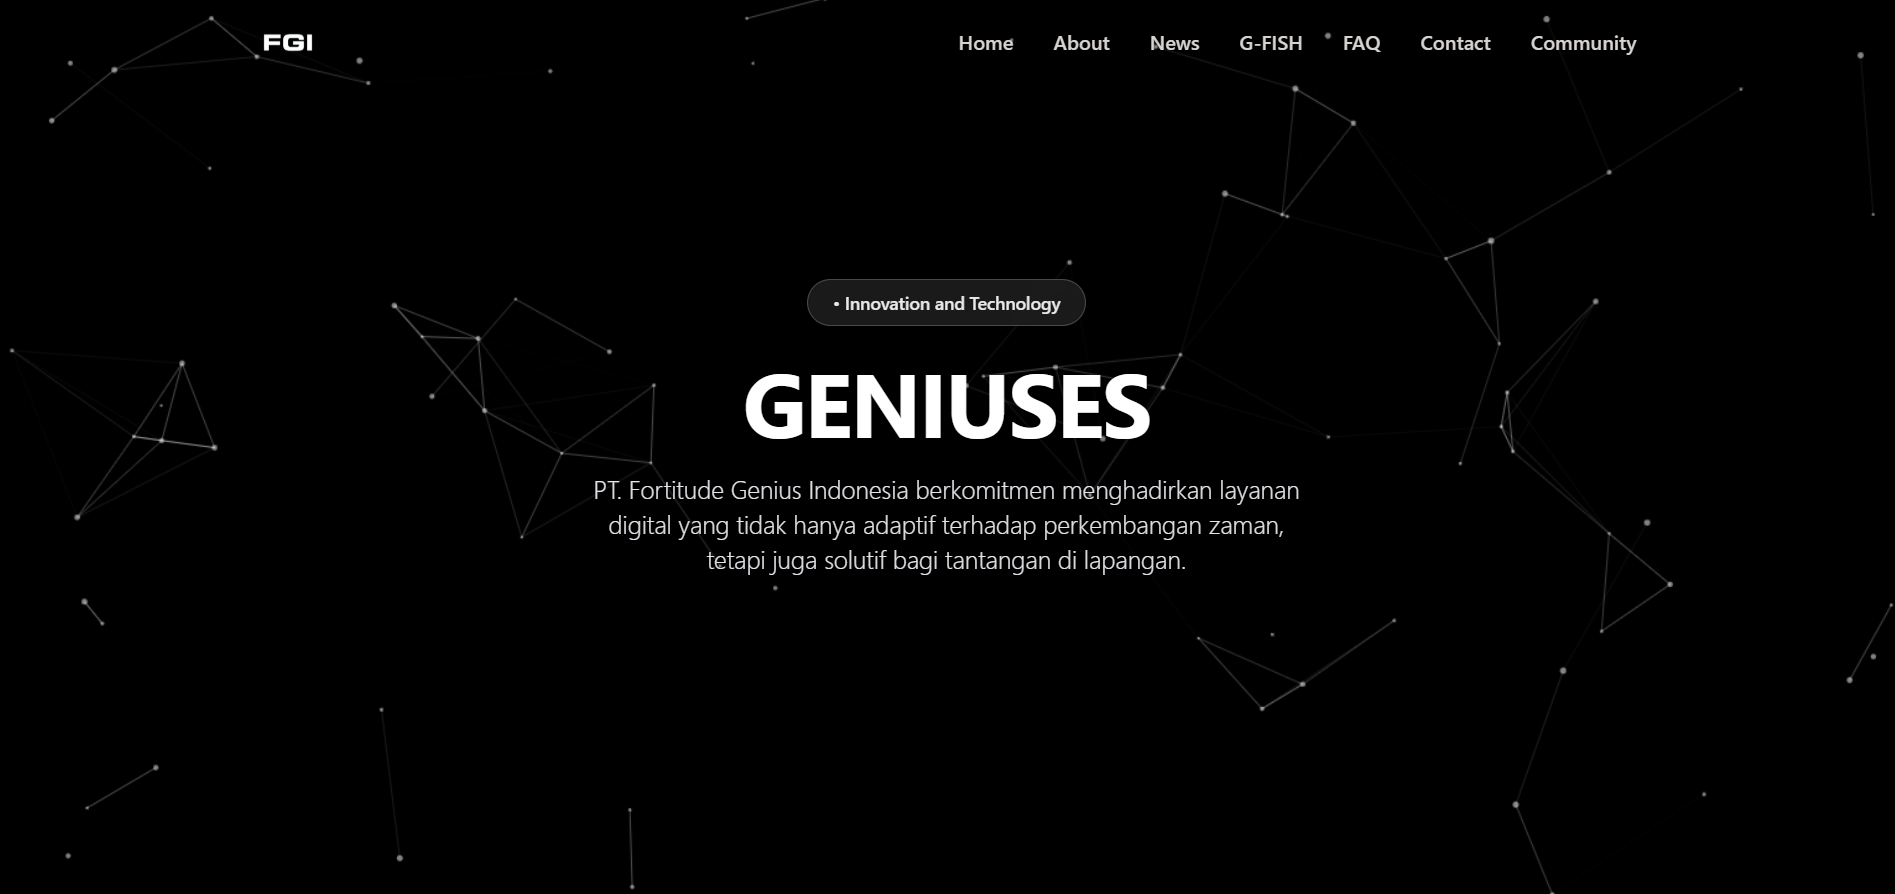 FGI
Home About News G-FISH FAQ Contact Community
• Innovation and Technology
GENIUSES
PT. Fortitude Genius Indonesia berkomitmen menghadirkan layanan
digital yang tidak hanya adaptif terhadap perkembangan zaman,
tetapi juga solutif bagi tantangan di lapangan.